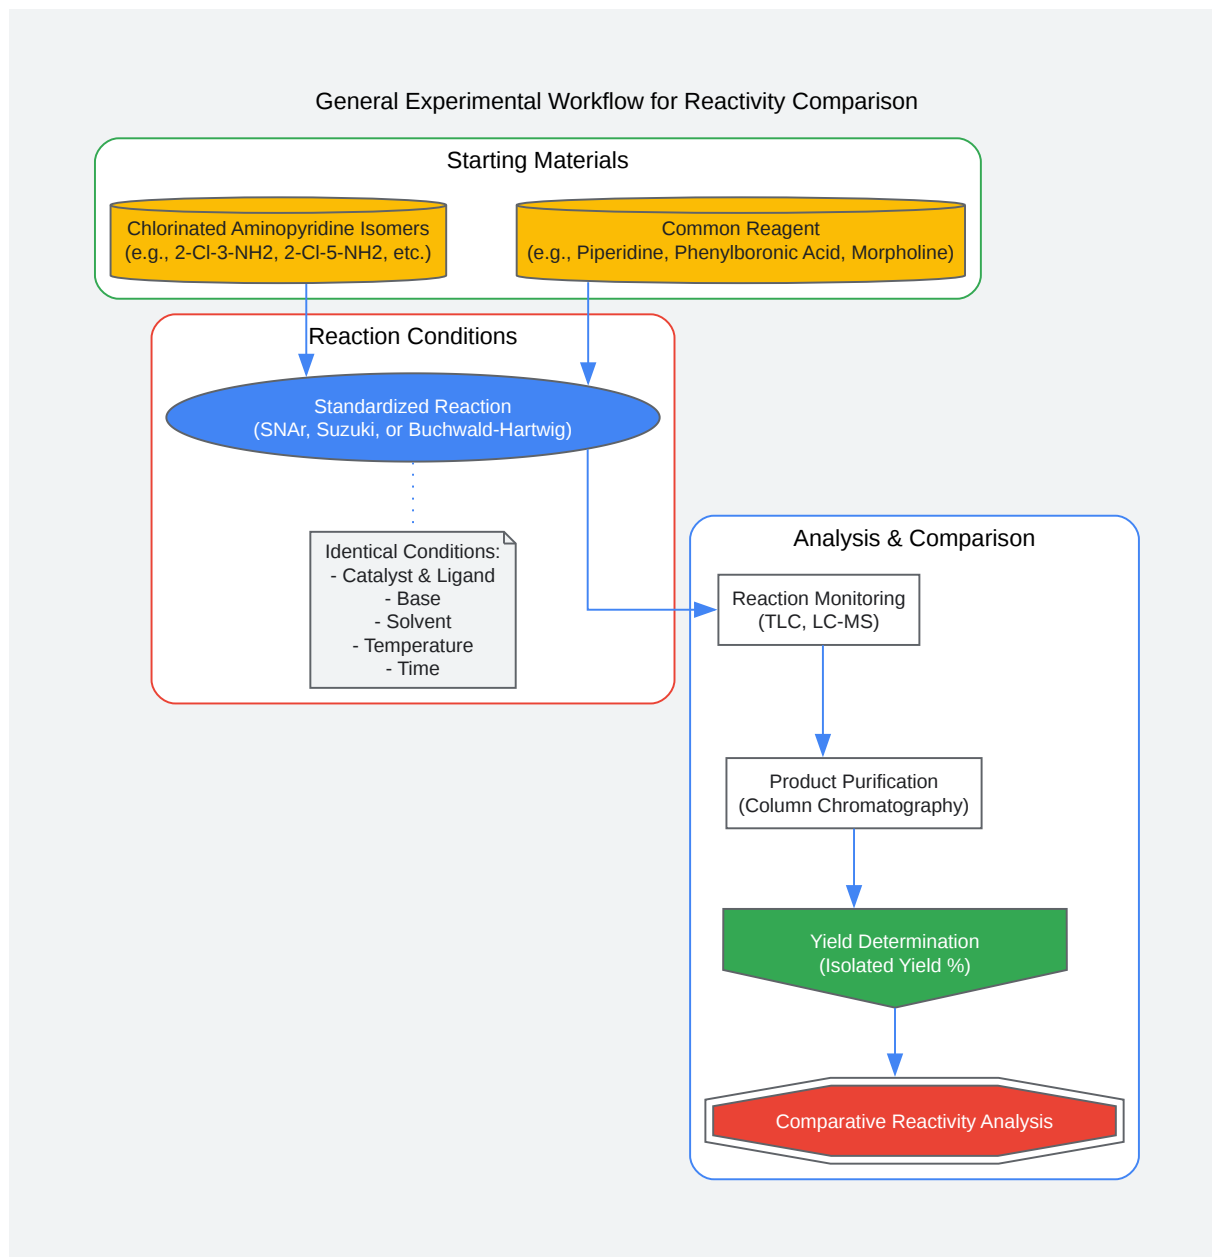 General Experimental Workflow for Reactivity Comparison
Starting Materials
Chlorinated Aminopyridine Isomers
(e.g., 2-Cl-3-NH2, 2-Cl-5-NH2, etc.)
Common Reagent
(e.g., Piperidine, Phenylboronic Acid, Morpholine)
Reaction Conditions
Standardized Reaction
(SNAr, Suzuki, or Buchwald-Hartwig)
Identical Conditions:
- Catalyst & Ligand
- Base
- Solvent
- Temperature
- Time
Analysis & Comparison
Reaction Monitoring
(TLC, LC-MS)
Product Purification
(Column Chromatography)
Yield Determination
(Isolated Yield %)
Comparative Reactivity Analysis